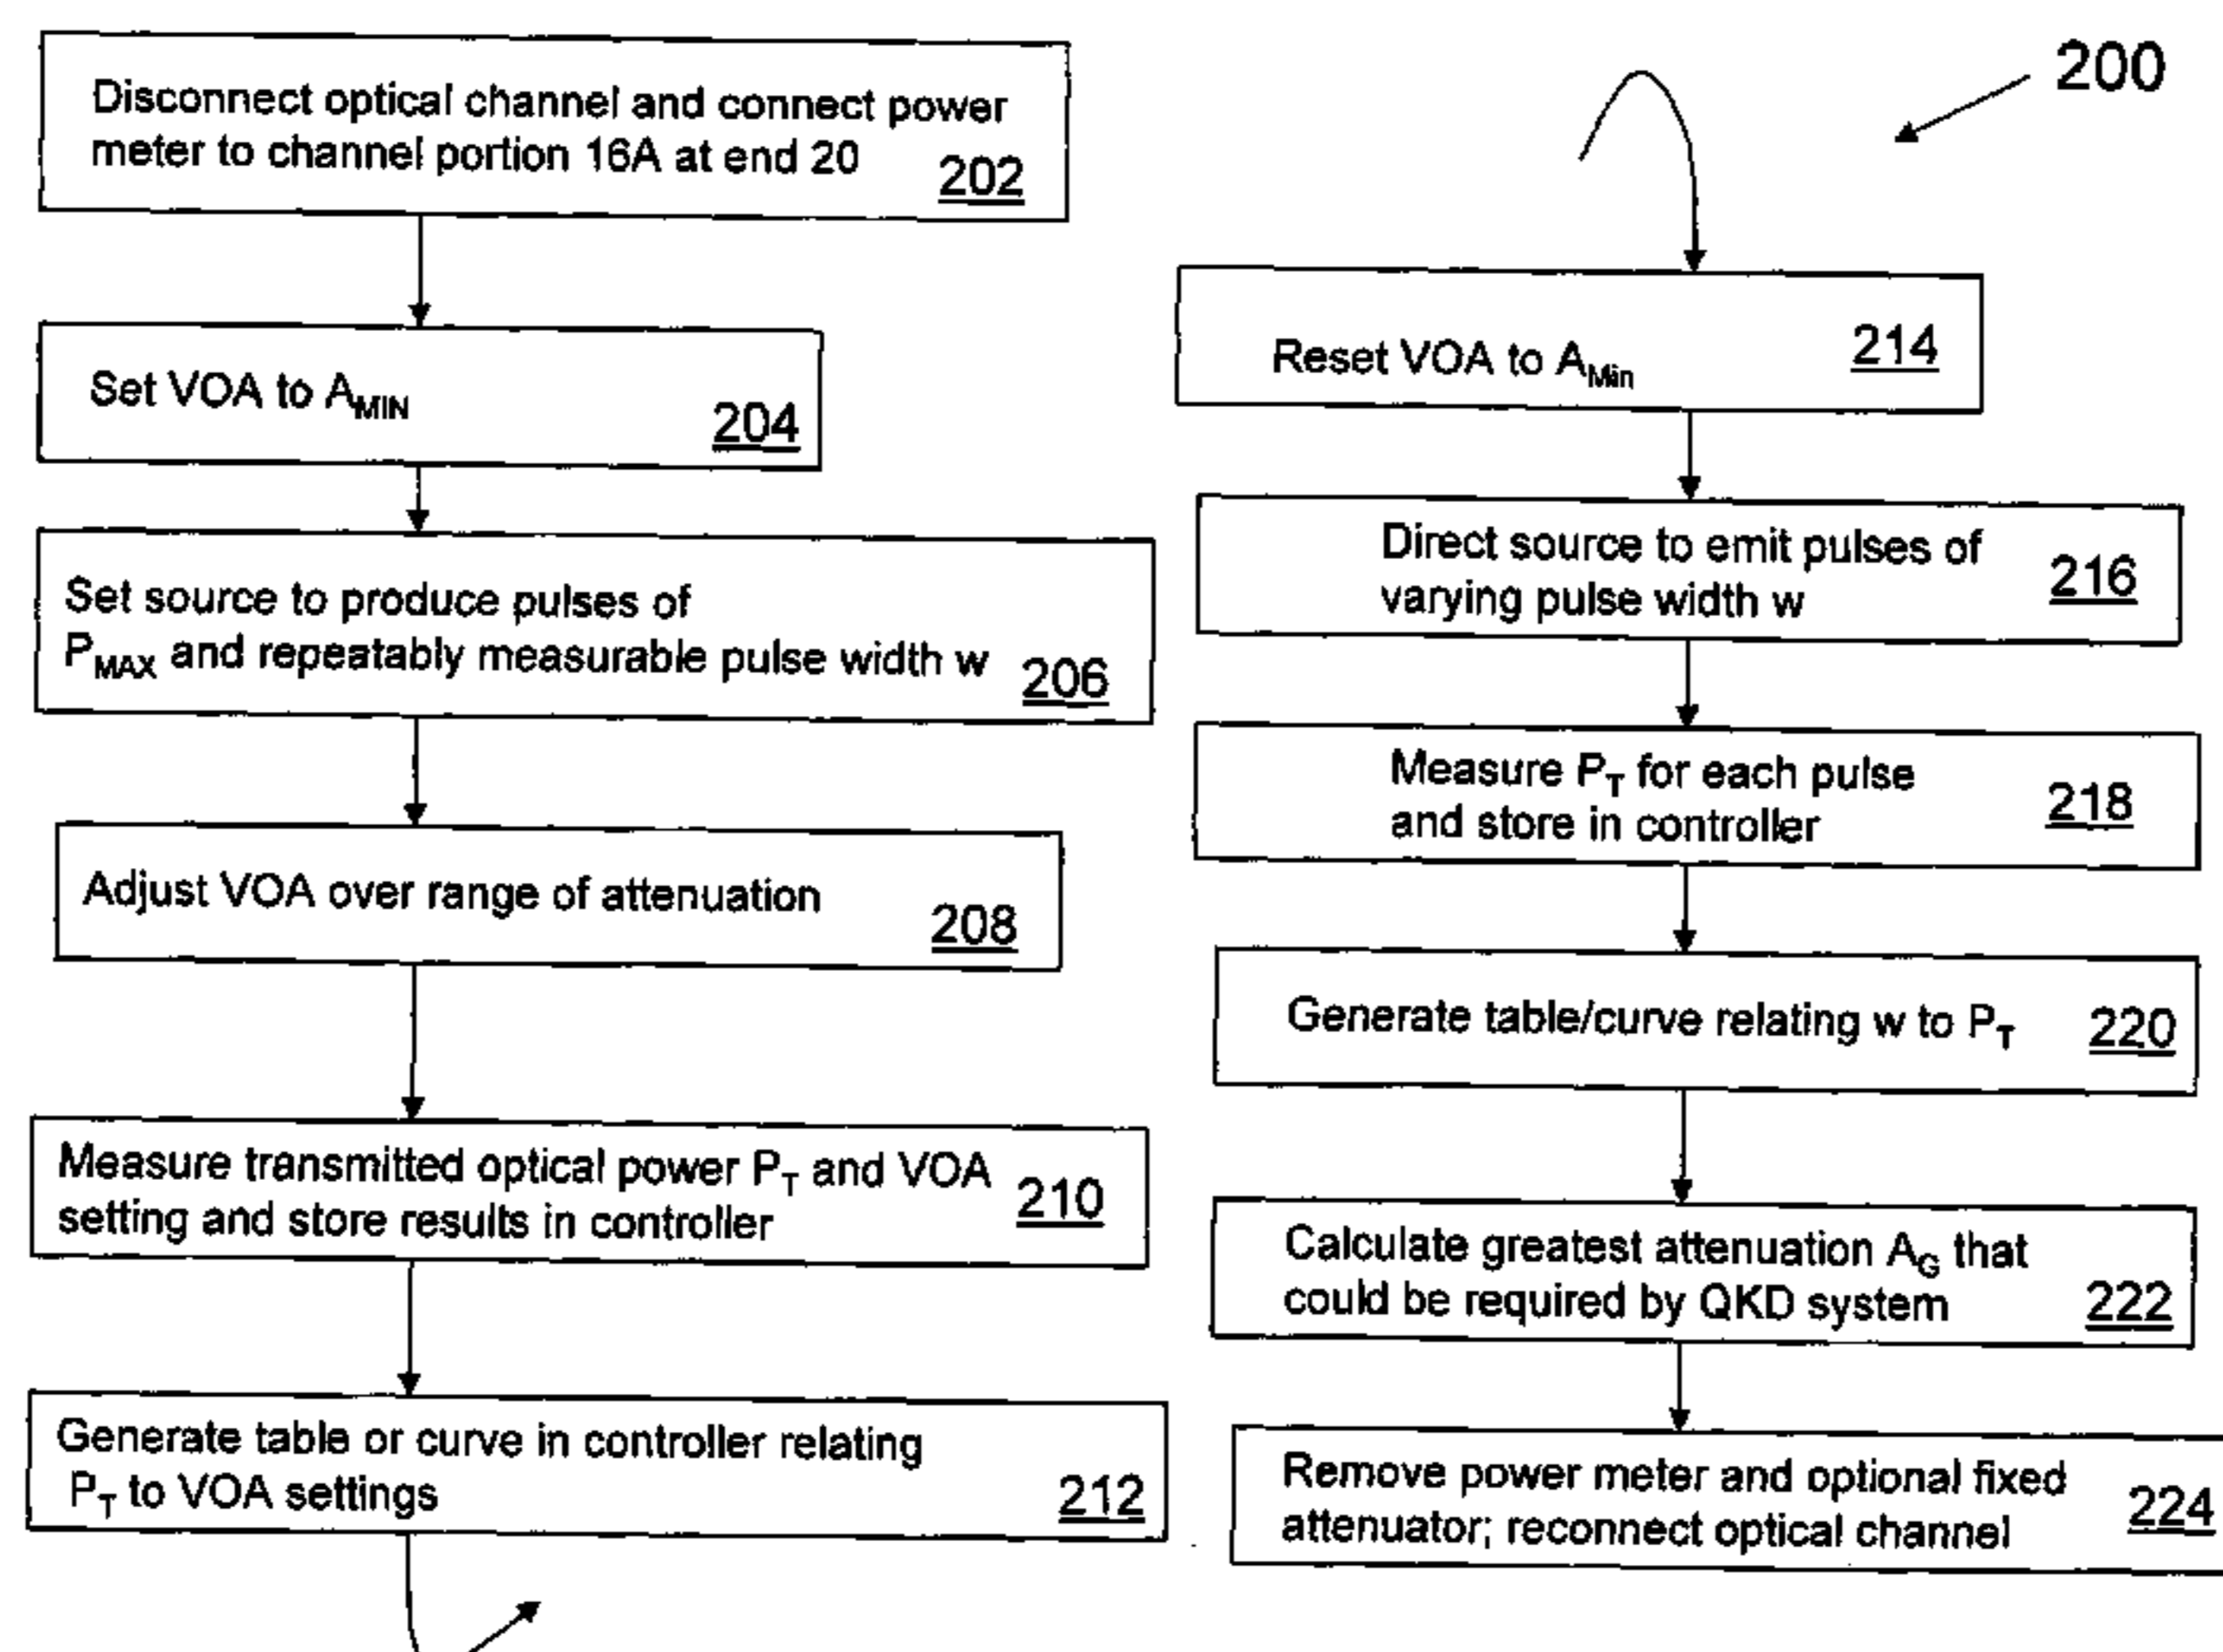 Disconnect optical channel and connect power
meter to channel portion 16A at end 20
202
Set VOA to AMIN
204
Set source to produce pulses of
PMAX and repeatably measurable pulse width w
206
Adjust VOA over range of attenuation
208
Measure transmitted optical power PT and VOA
setting and store results in controller
210
Generate table or curve in controller relating
PT to VOA settings
212
200
Reset VOA to AMin
214
Direct source to emit pulses of
varying pulse width w
216
Measure PT for each pulse
and store in controller
218
Generate table/curve relating w to PT
220
Calculate greatest attenuation AG that
could be required by QKD system
222
Remove power meter and optional fixed
attenuator; reconnect optical channel
224